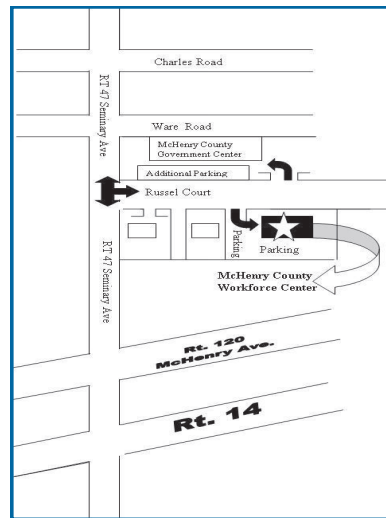 Charles Road
RT 47 Seminary Ave
Ware Road
McHenry County
Government Center
Additional Parking
Russel Court
Parking
Parking
RT 47 Seminary Ave
McHenry County
Workforce Center
Rt. 120
McHenry Ave.
Rt. 14